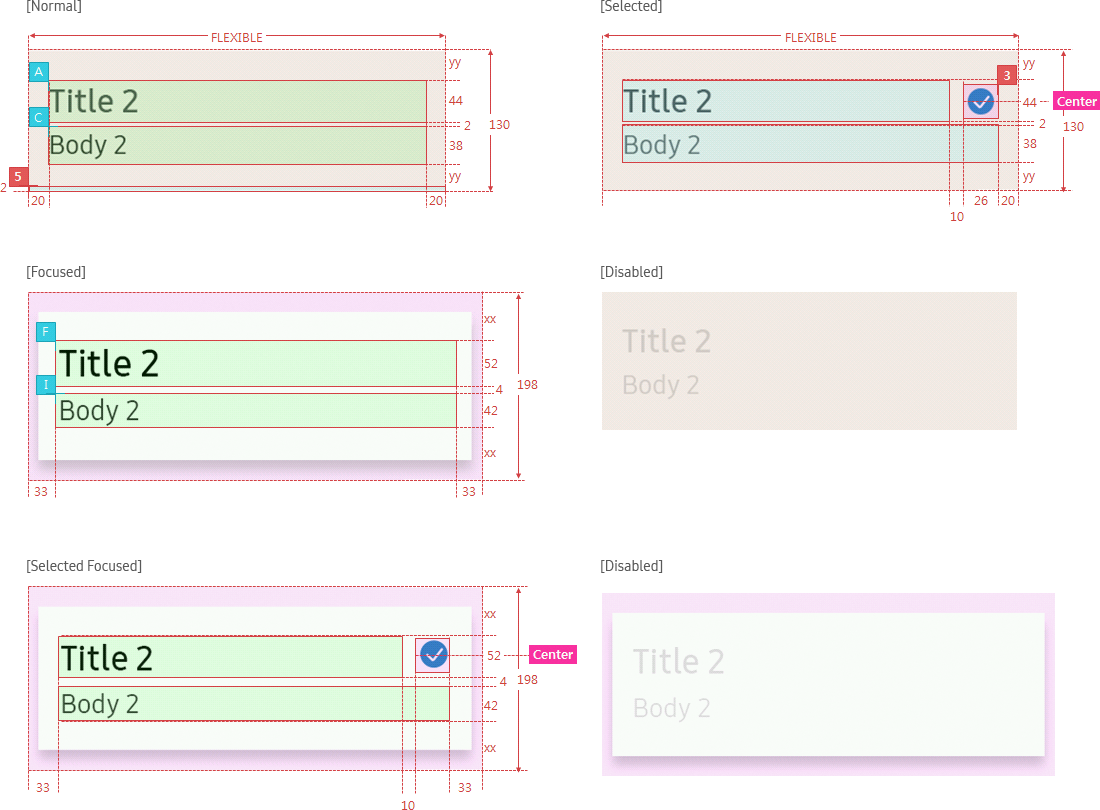 [Normal]
FLEXIBLE
yy
A
Title 2
44
C
2
130
Body 2
38
5
yy
2
20
20
[Selected]
FLEXIBLE
yy
3
Title 2
44
Center
2
130
Body 2
38
yy
26
20
10
[Focused]
xx
F
Title 2
52
I
4
198
Body 2
42
xx
33
33
[Disabled]
Title 2
Body 2
[Selected Focused]
xx
Title 2
52
Center
4
198
Body 2
42
xx
33
33
10
[Disabled]
Title 2
Body 2